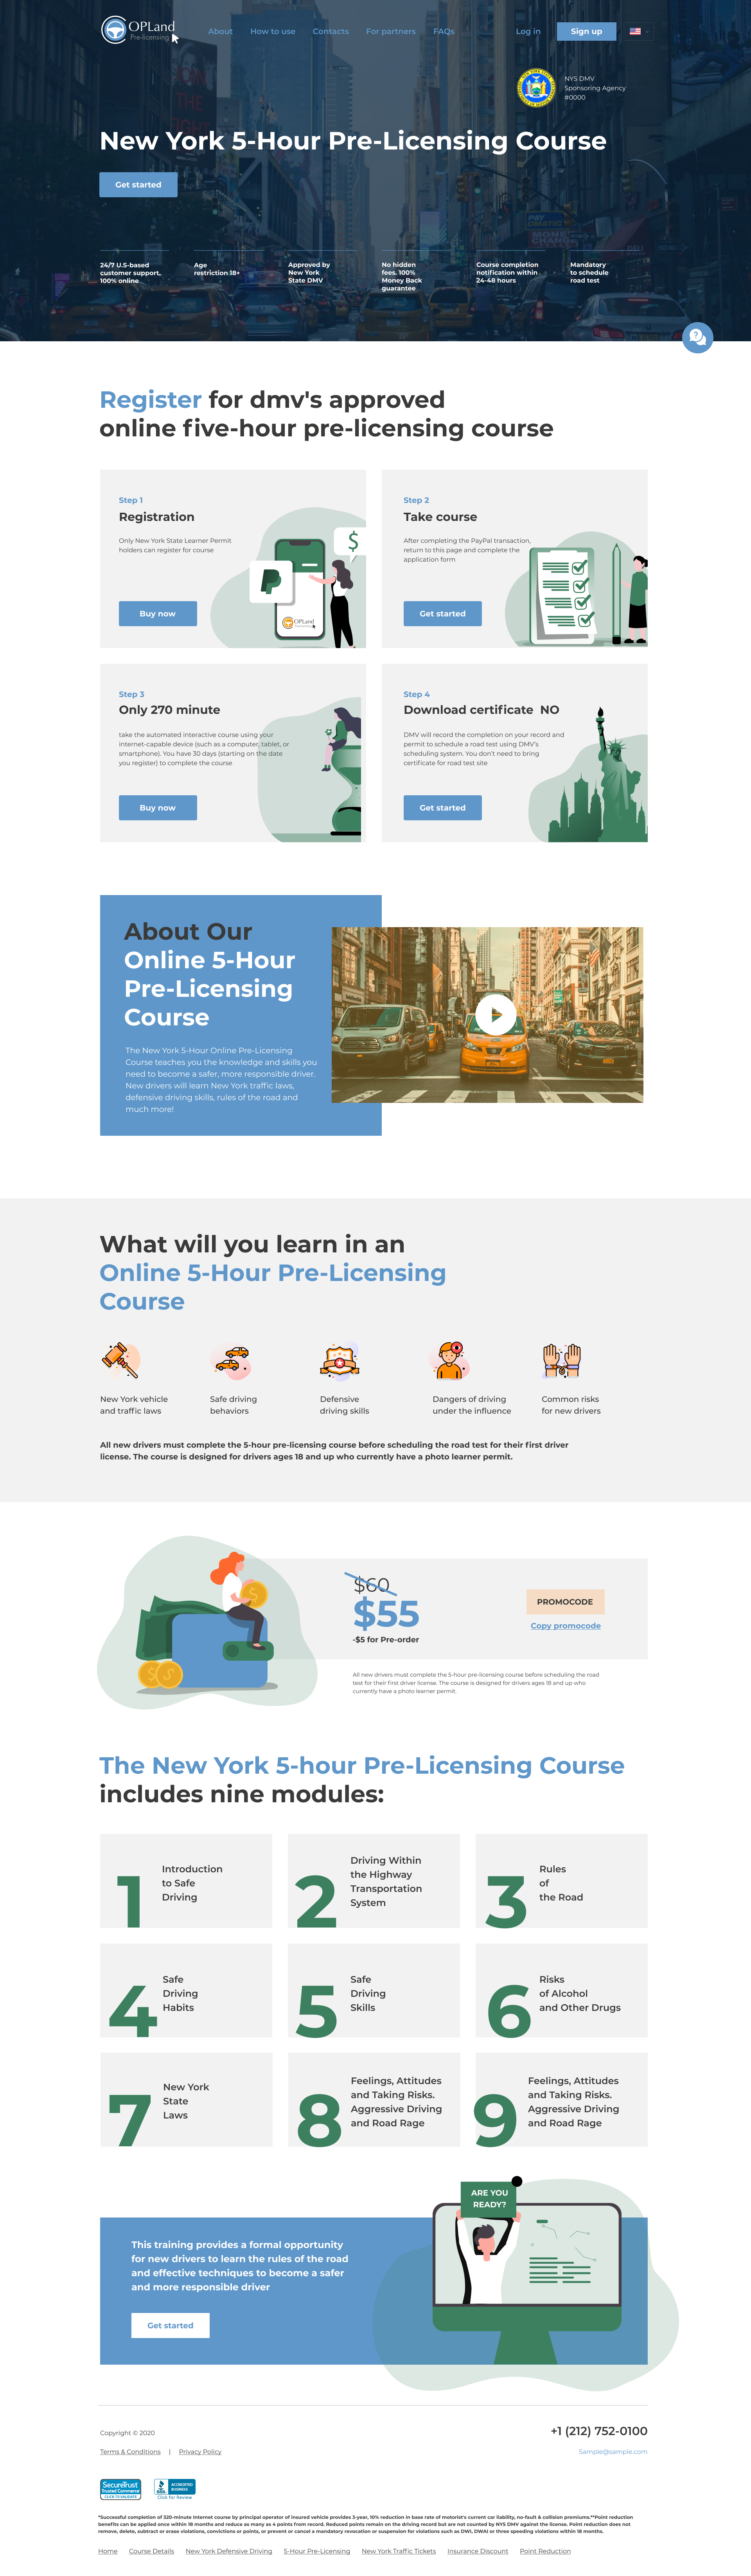 OPLand
Pre-licensing
About
How to use
Contacts
For partners
FAQs
Log in
Sign up
NYS DMV
Sponsoring Agency
#0000
New York 5-Hour Pre-Licensing Course
Get started
24/7 U.S-based
customer support,
100% online
Age
restriction 18+
Approved by
New York
State DMV
No hidden
fees. 100%
Money Back
guarantee
Course completion
notification within
24-48 hours
Mandatory
to schedule
road test
Register for dmv's approved
online five-hour pre-licensing course
Step 1
Registration
Only New York State Learner Permit
holders can register for course
Buy now
$
OPLand
Step 2
Take course
After completing the PayPal transaction,
return to this page and complete the
application form
Get started
Step 3
Only 270 minute
take the automated interactive course using your
internet-capable device (such as a computer, tablet, or
smartphone). You have 30 days (starting on the date
you register) to complete the course
Buy now
Step 4
Download certificate NO
DMV will record the completion on your record and
permit to schedule a road test using DMV's
scheduling system. You don't need to bring
certificate for road test site
Get started
About Our
Online 5-Hour
Pre-Licensing
Course
The New York 5-Hour Online Pre-Licensing
Course teaches you the knowledge and skills you
need to become a safer, more responsible driver.
New drivers will learn New York traffic laws,
defensive driving skills, rules of the road and
much more!
What will you learn in an
Online 5-Hour Pre-Licensing
Course
New York vehicle
and traffic laws
Safe driving
behaviors
Defensive
driving skills
Dangers of driving
under the influence
Common risks
for new drivers
All new drivers must complete the 5-hour pre-licensing course before scheduling the road test for their first driver
license. The course is designed for drivers ages 18 and up who currently have a photo learner permit.
$60
$55
-$5 for Pre-order
PROMOCODE
Copy promocode
All new drivers must complete the 5-hour pre-licensing course before scheduling the road
test for their first driver license. The course is designed for drivers ages 18 and up who
currently have a photo learner permit.
The New York 5-hour Pre-Licensing Course
includes nine modules:
1
Introduction
to Safe
Driving
2
Driving Within
the Highway
Transportation
System
3
Rules
of
the Road
4
Safe
Driving
Habits
5
Safe
Driving
Skills
6
Risks
of Alcohol
and Other Drugs
7
New York
State
Laws
8
Feelings, Attitudes
and Taking Risks.
Aggressive Driving
and Road Rage
9
Feelings, Attitudes
and Taking Risks.
Aggressive Driving
and Road Rage
ARE YOU
READY?
This training provides a formal opportunity
for new drivers to learn the rules of the road
and effective techniques to become a safer
and more responsible driver
Get started
Copyright © 2020
+1 (212) 752-0100
Terms & Conditions | Privacy Policy
Sample@sample.com
SecureTrust
Trusted Commerce
CLICK TO VALIDATE
BBB
ACCREDITED
BUSINESS
Click for Review
*Successful completion of 320-minute Internet course by principal operator of insured vehicle provides 3-year, 10% reduction in base rate of motorist's current car liability, no-fault & collision premiums.**Point reduction
benefits can be applied once within 18 months and reduce as many as 4 points from record. Reduced points remain on the driving record but are not counted by NYS DMV against the license. Point reduction does not
remove, delete, subtract or erase violations, convictions or points, or prevent or cancel a mandatory revocation or suspension for violations such as DWI, DWAI or three speeding violations within 18 months.
Home
Course Details
New York Defensive Driving
5-Hour Pre-Licensing
New York Traffic Tickets
Insurance Discount
Point Reduction